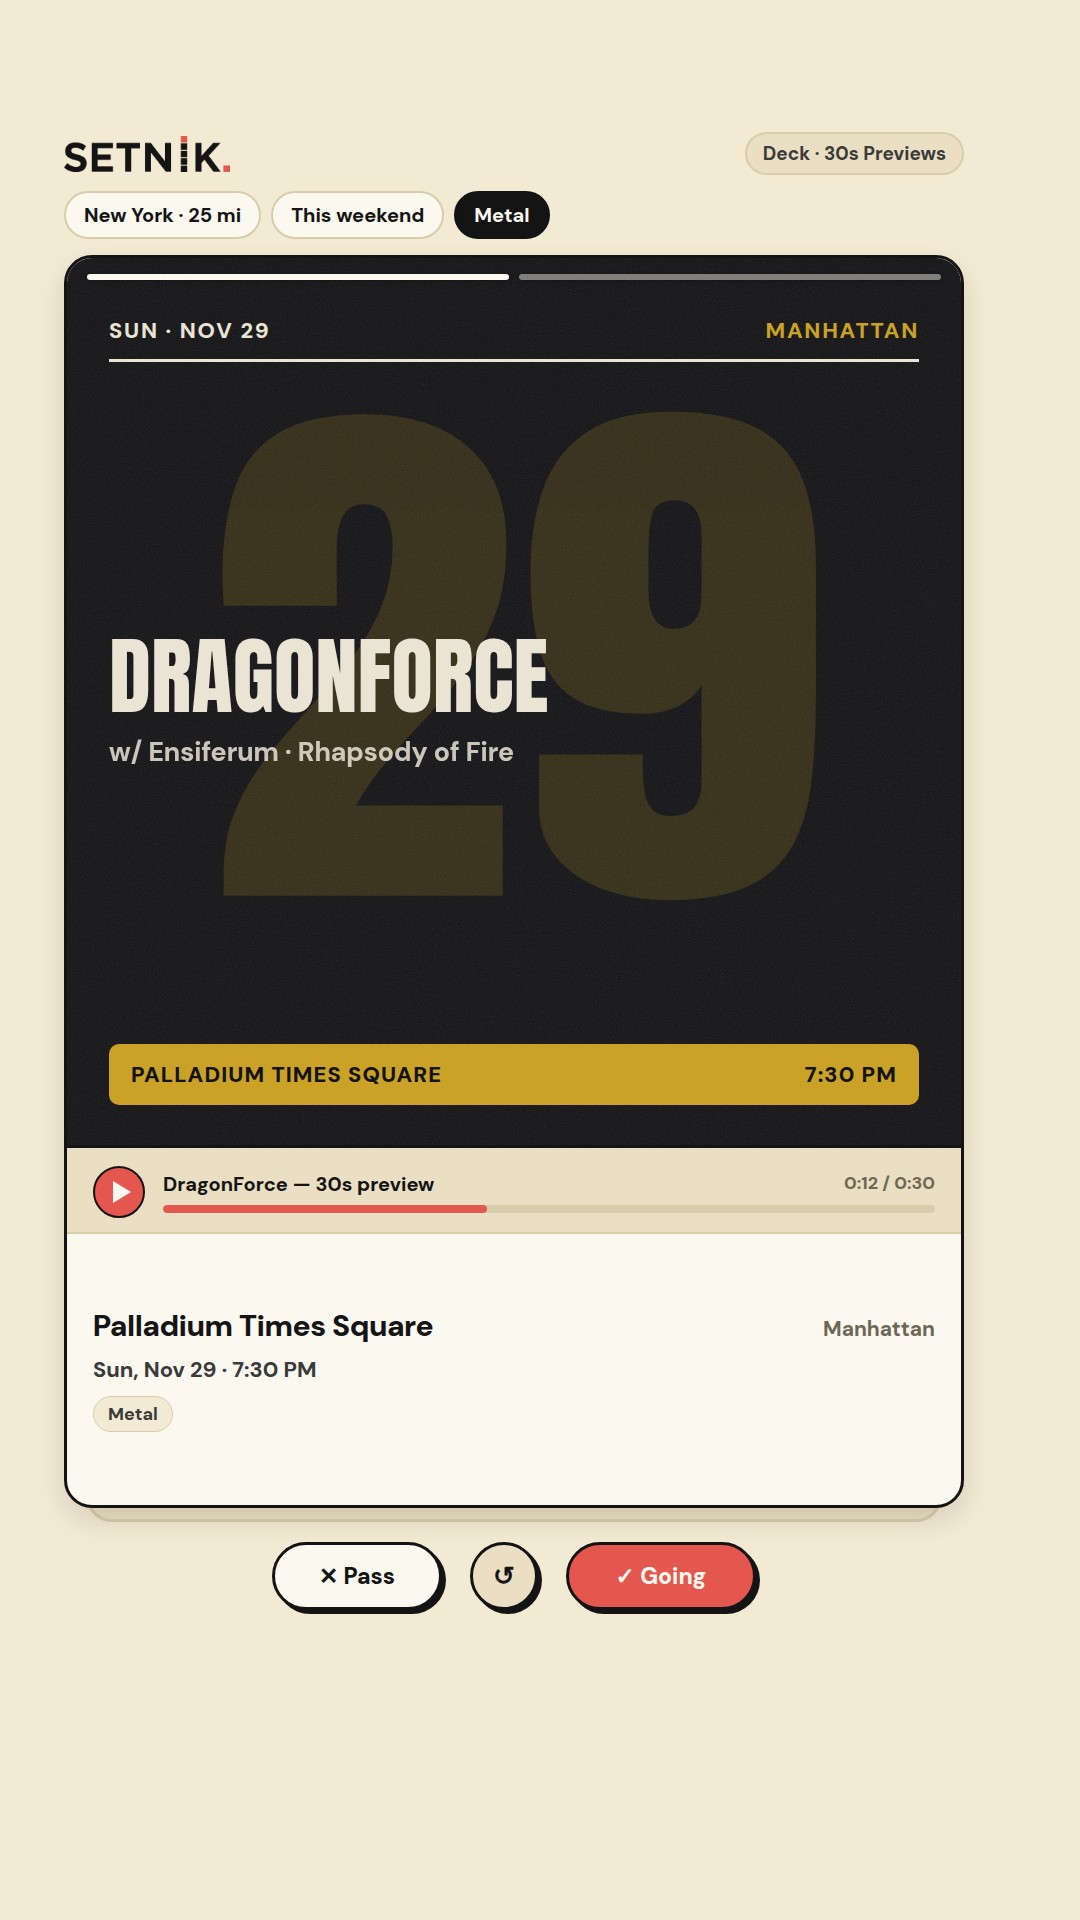 SETNIK.
Deck · 30s Previews
New York · 25 mi
This weekend
Metal
SUN · NOV 29
MANHATTAN
29
DRAGONFORCE
w/ Ensiferum · Rhapsody of Fire
PALLADIUM TIMES SQUARE
7:30 PM
DragonForce — 30s preview
0:12 / 0:30
Palladium Times Square
Manhattan
Sun, Nov 29 · 7:30 PM
Metal
✕ Pass
↺
✓ Going